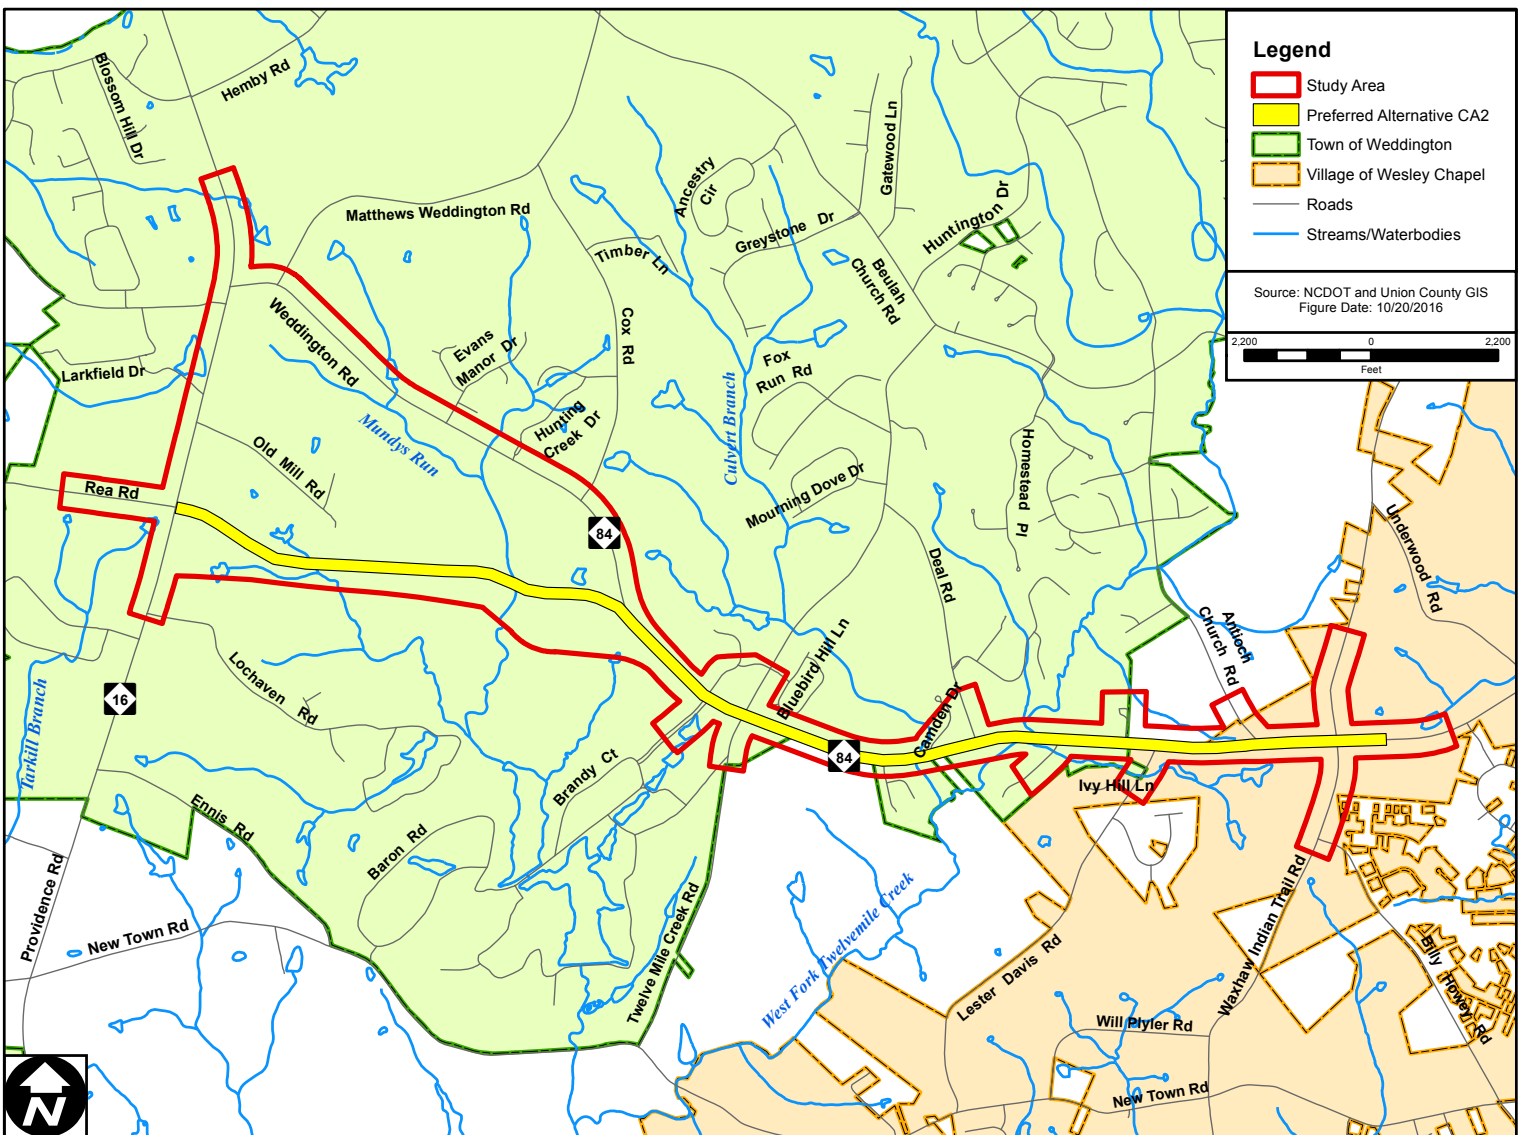 Legend
Study Area
Preferred Alternative CA2
Town of Weddington
Village of Wesley Chapel
Roads
Streams/Waterbodies
Source: NCDOT and Union County GIS
Figure Date: 10/20/2016
2,200 0 2,200
Feet
Blossom Hill Dr
Hemby Rd
Matthews Weddington Rd
Ancestry
Cir
Gatewood Ln
Greystone Dr
Huntington Dr
Timber Ln
Beulah
Church Rd
Weddington Rd
Evans
Manor Dr
Cox Rd
Fox
Run Rd
Larkfield Dr
Mundys Run
Hunting
Creek Dr
Culvert Branch
Old Mill Rd
Mourning Dove Dr
Homestead Pl
Rea Rd
84
Underwood Rd
Deal Rd
Antioch
Church Rd
Bluebird Hill Ln
Lochaven Rd
16
Tarkill Branch
Camden Dr
84
Brandy Ct
Ivy Hill Ln
Ennis Rd
Baron Rd
Providence Rd
New Town Rd
Twelve Mile Creek Rd
West Fork Twelvemile Creek
Lester Davis Rd
Waxhaw Indian Trail Rd
Billy Howey Rd
Will Plyler Rd
New Town Rd
N